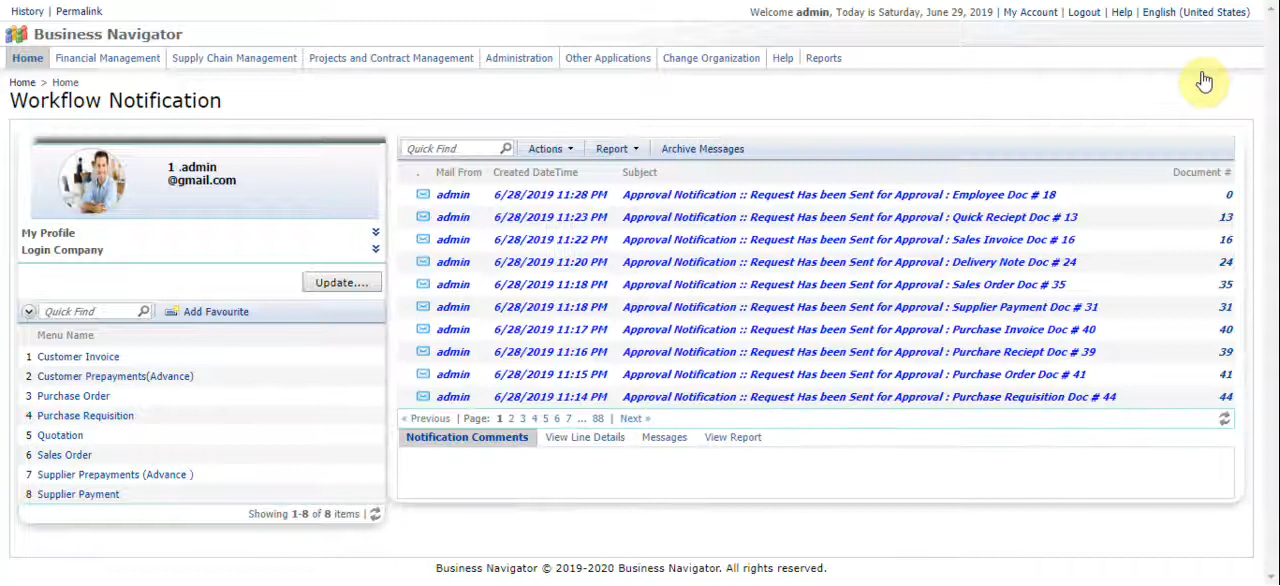 History | Permalink
Welcome admin, Today is Saturday, June 29, 2019 | My Account | Logout | Help | English (United States)
Business Navigator
Home | Financial Management | Supply Chain Management | Projects and Contract Management | Administration | Other Applications | Change Organization | Help | Reports
Home > Home
Workflow Notification
1 .admin
@gmail.com
My Profile
Login Company
Update....
Quick Find Add Favourite
Menu Name
1 Customer Invoice
2 Customer Prepayments(Advance)
3 Purchase Order
4 Purchase Requisition
5 Quotation
6 Sales Order
7 Supplier Prepayments (Advance )
8 Supplier Payment
Showing 1-8 of 8 items |
Quick Find Actions Report Archive Messages
. Mail From Created DateTime Subject Document #
admin 6/28/2019 11:28 PM Approval Notification :: Request Has been Sent for Approval : Employee Doc # 18 0
admin 6/28/2019 11:23 PM Approval Notification :: Request Has been Sent for Approval : Quick Reciept Doc # 13 13
admin 6/28/2019 11:22 PM Approval Notification :: Request Has been Sent for Approval : Sales Invoice Doc # 16 16
admin 6/28/2019 11:20 PM Approval Notification :: Request Has been Sent for Approval : Delivery Note Doc # 24 24
admin 6/28/2019 11:18 PM Approval Notification :: Request Has been Sent for Approval : Sales Order Doc # 35 35
admin 6/28/2019 11:18 PM Approval Notification :: Request Has been Sent for Approval : Supplier Payment Doc # 31 31
admin 6/28/2019 11:17 PM Approval Notification :: Request Has been Sent for Approval : Purchase Invoice Doc # 40 40
admin 6/28/2019 11:16 PM Approval Notification :: Request Has been Sent for Approval : Purchare Reciept Doc # 39 39
admin 6/28/2019 11:15 PM Approval Notification :: Request Has been Sent for Approval : Purchase Order Doc # 41 41
admin 6/28/2019 11:14 PM Approval Notification :: Request Has been Sent for Approval : Purchase Requisition Doc # 44 44
« Previous | Page: 1 2 3 4 5 6 7 ... 88 | Next »
Notification Comments View Line Details Messages View Report
Business Navigator © 2019-2020 Business Navigator. All rights reserved.